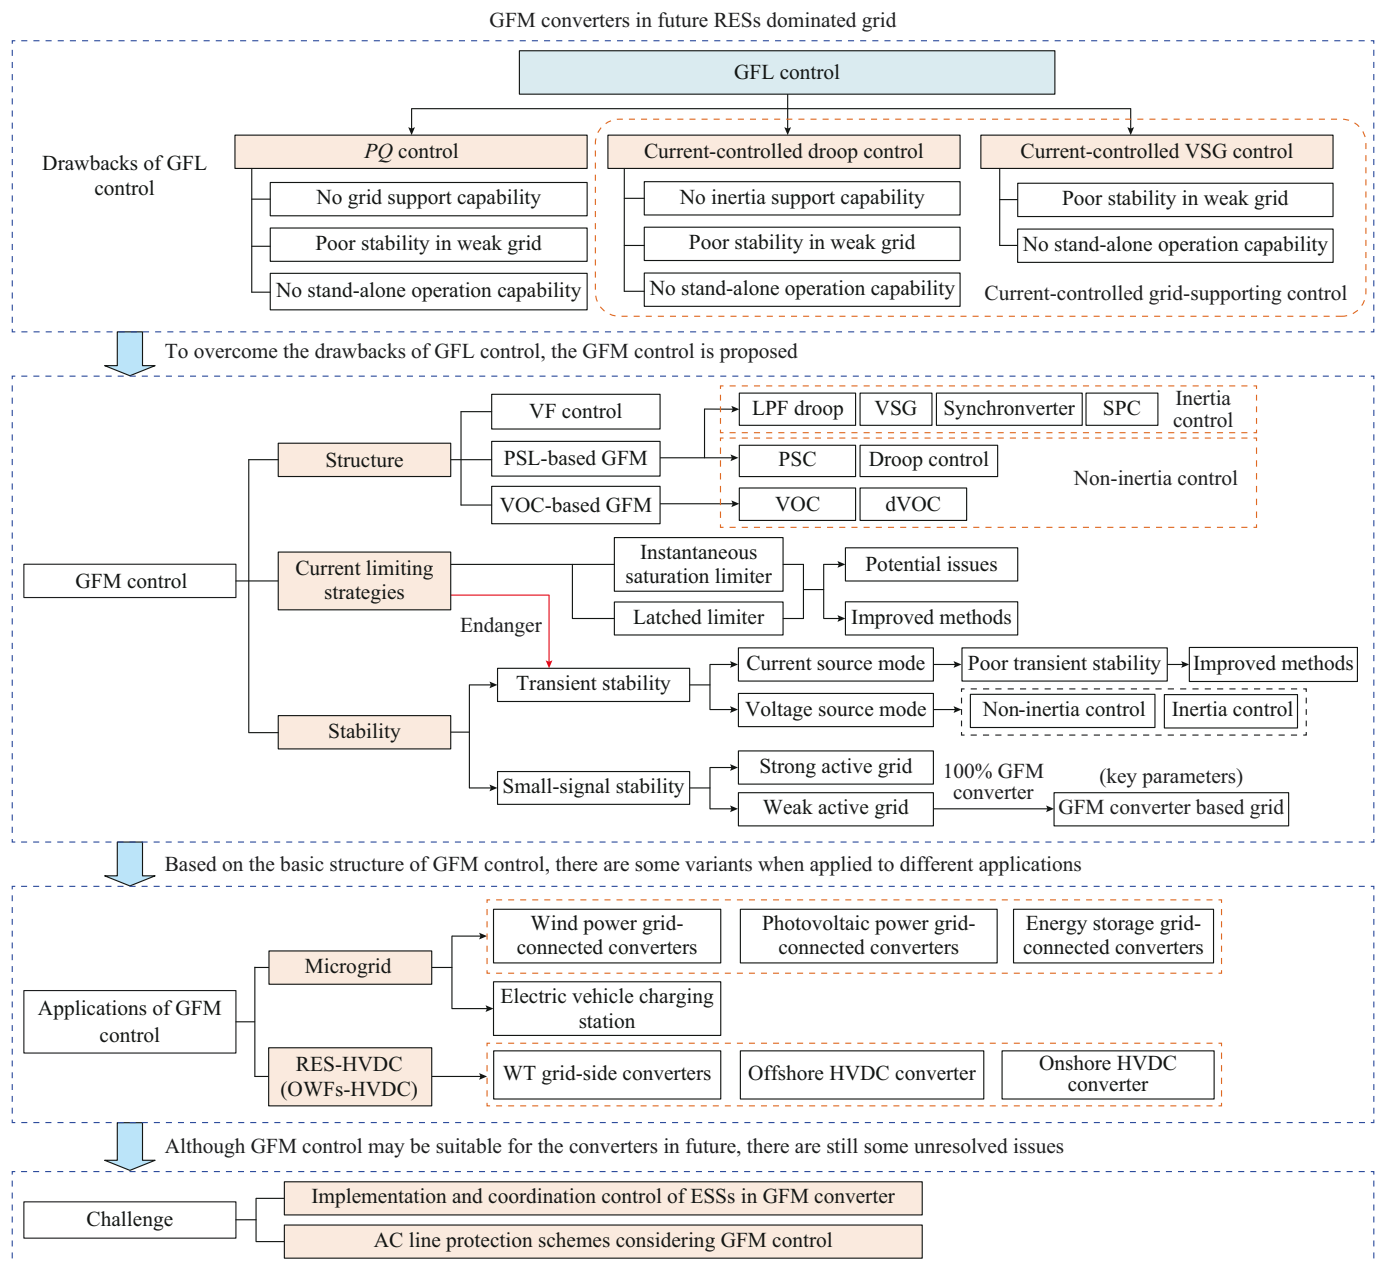 GFM converters in future RESs dominated grid
GFL control
Drawbacks of GFL
control
PQ control
No grid support capability
Poor stability in weak grid
No stand-alone operation capability
Current-controlled droop control
No inertia support capability
Poor stability in weak grid
No stand-alone operation capability
Current-controlled VSG control
Poor stability in weak grid
No stand-alone operation capability
Current-controlled grid-supporting control
To overcome the drawbacks of GFL control, the GFM control is proposed
GFM control
Structure
VF control
PSL-based GFM
VOC-based GFM
LPF droop
VSG
Synchronverter
SPC
Inertia
control
PSC
Droop control
Non-inertia control
VOC
dVOC
Current limiting
strategies
Instantaneous
saturation limiter
Latched limiter
Potential issues
Improved methods
Endanger
Stability
Transient stability
Current source mode
Poor transient stability
Improved methods
Voltage source mode
Non-inertia control
Inertia control
Small-signal stability
Strong active grid
Weak active grid
100% GFM
converter
(key parameters)
GFM converter based grid
Based on the basic structure of GFM control, there are some variants when applied to different applications
Applications of GFM
control
Microgrid
Wind power grid-
connected converters
Photovoltaic power grid-
connected converters
Energy storage grid-
connected converters
Electric vehicle charging
station
RES-HVDC
(OWFs-HVDC)
WT grid-side converters
Offshore HVDC converter
Onshore HVDC
converter
Although GFM control may be suitable for the converters in future, there are still some unresolved issues
Challenge
Implementation and coordination control of ESSs in GFM converter
AC line protection schemes considering GFM control